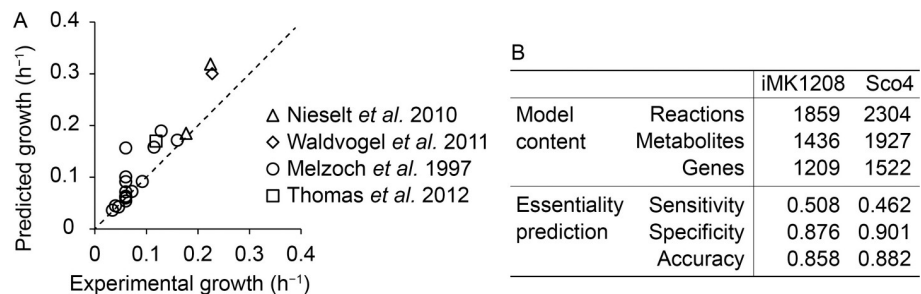 A
Predicted growth (h⁻¹)
0.4
0.3
0.2
0.1
0
0
0.1
0.2
0.3
0.4
Experimental growth (h⁻¹)
Nieselt et al. 2010
Waldvogel et al. 2011
Melzoch et al. 1997
Thomas et al. 2012
B
iMK1208 Sco4
Model content Reactions 1859 2304
Metabolites 1436 1927
Genes 1209 1522
Essentiality prediction Sensitivity 0.508 0.462
Specificity 0.876 0.901
Accuracy 0.858 0.882